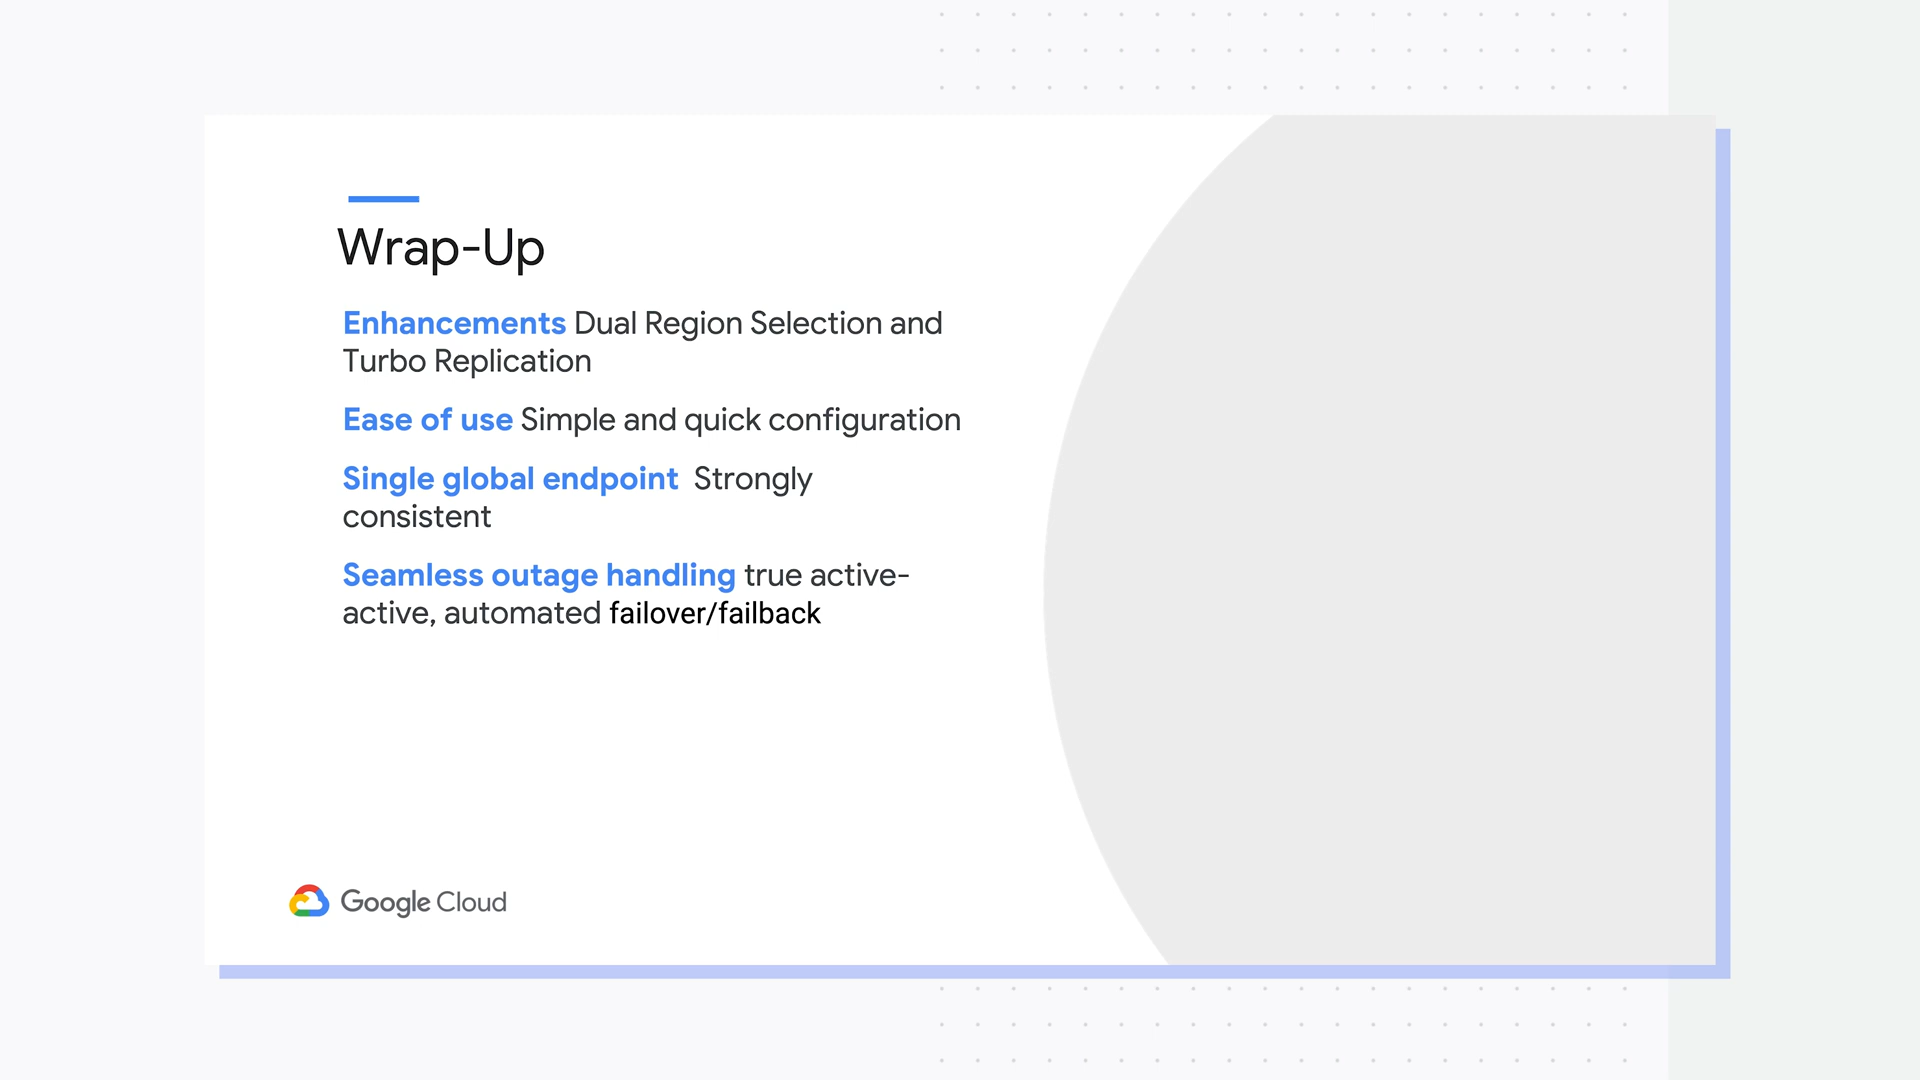 Wrap-Up
Enhancements Dual Region Selection and
Turbo Replication
Ease of use Simple and quick configuration
Single global endpoint  Strongly
consistent
Seamless outage handling true active-
active, automated failover/failback
Google Cloud